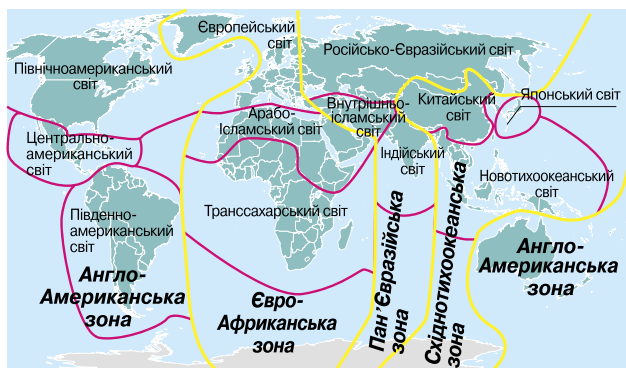 Європейський
світ
Російсько-Євразійський
світ
Північноамериканський
світ
Внутрішньо-
ісламський
світ
Китайський
світ
Японський світ
Арабо-
Ісламський світ
Центрально-
американський
світ
Індійський
світ
Новотихоокеанський
світ
Південно-
американський
світ
Транссахарський світ
Англо-
Американська
зона
Євро-
Африканська
зона
Пан'Євразійська
зона
Східнотихоокеанська
зона
Англо-
Американська
зона